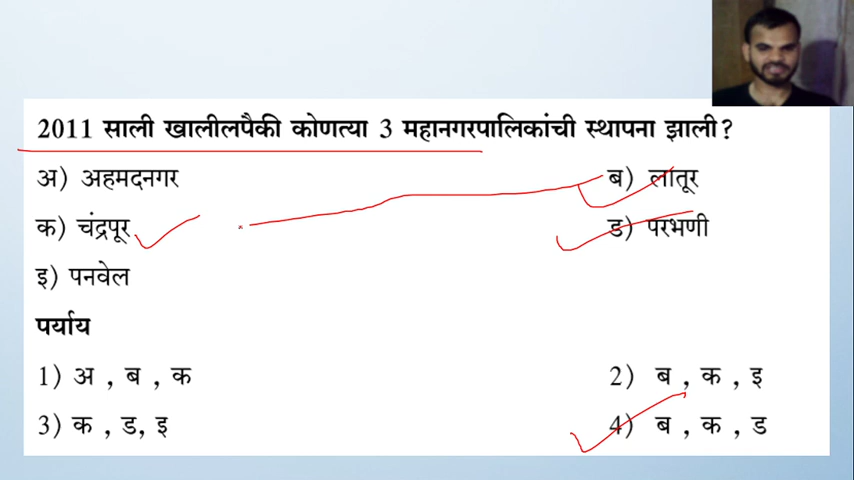 2011 साली खालीलपैकी कोणत्या 3 महानगरपालिकांची स्थापना झाली?
अ) अहमदनगर ब) लातूर
क) चंद्रपूर ड) परभणी
इ) पनवेल
पर्याय
1) अ , ब , क 2) ब , क , इ
3) क , ड, इ 4) ब , क , ड